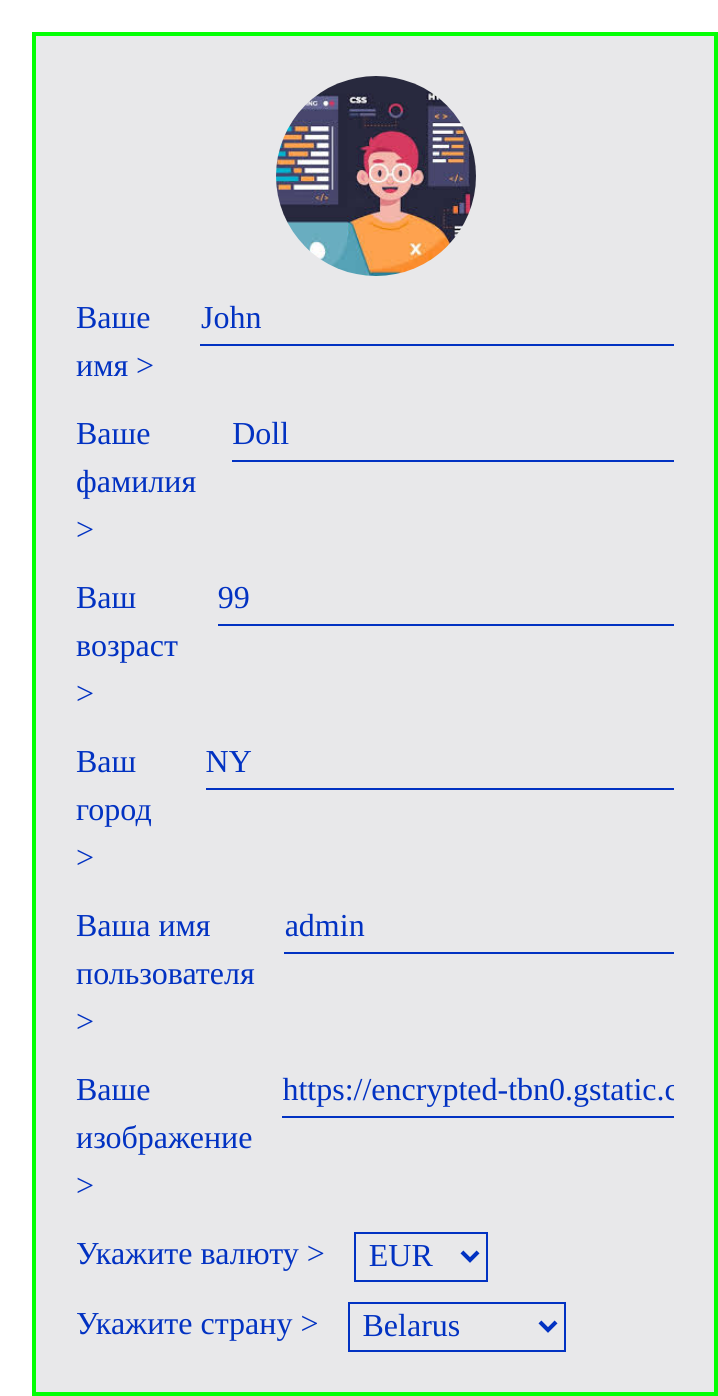 CSS
Ваше
имя >
John
Ваше
фамилия
>
Doll
Ваш
возраст
>
99
Ваш
город
>
NY
Ваша имя
пользователя
>
admin
Ваше
изображение
>
https://encrypted-tbn0.gstatic.c
Укажите валюту >
EUR
Укажите страну >
Belarus